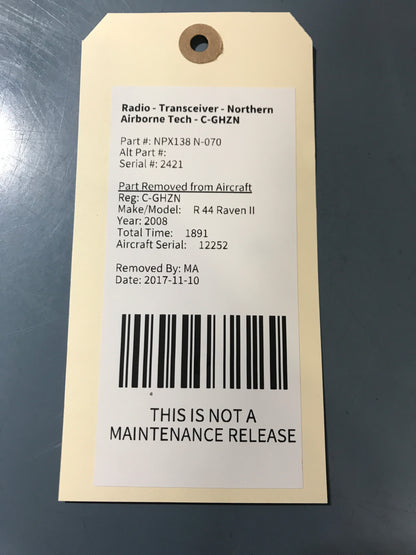 Radio - Transceiver - Northern
Airborne Tech - C-GHZN
Part #: NPX138 N-070
Alt Part #:
Serial #: 2421
Part Removed from Aircraft
Reg: C-GHZN
Make/Model: R 44 Raven II
Year: 2008
Total Time: 1891
Aircraft Serial: 12252
Removed By: MA
Date: 2017-11-10
THIS IS NOT A
MAINTENANCE RELEASE